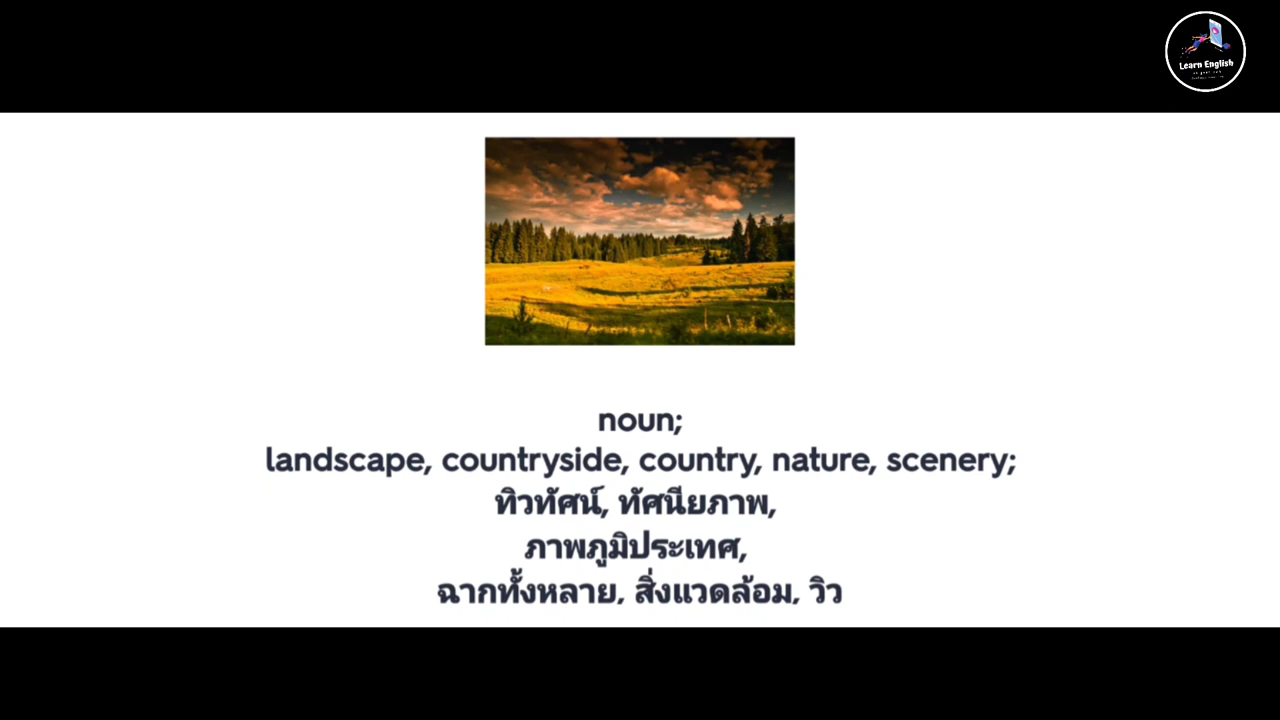 Learn English
noun;
landscape, countryside, country, nature, scenery;
ทิวทัศน์, ทัศนียภาพ,
ภาพภูมิประเทศ,
ฉากทั้งหลาย, สิ่งแวดล้อม, วิว